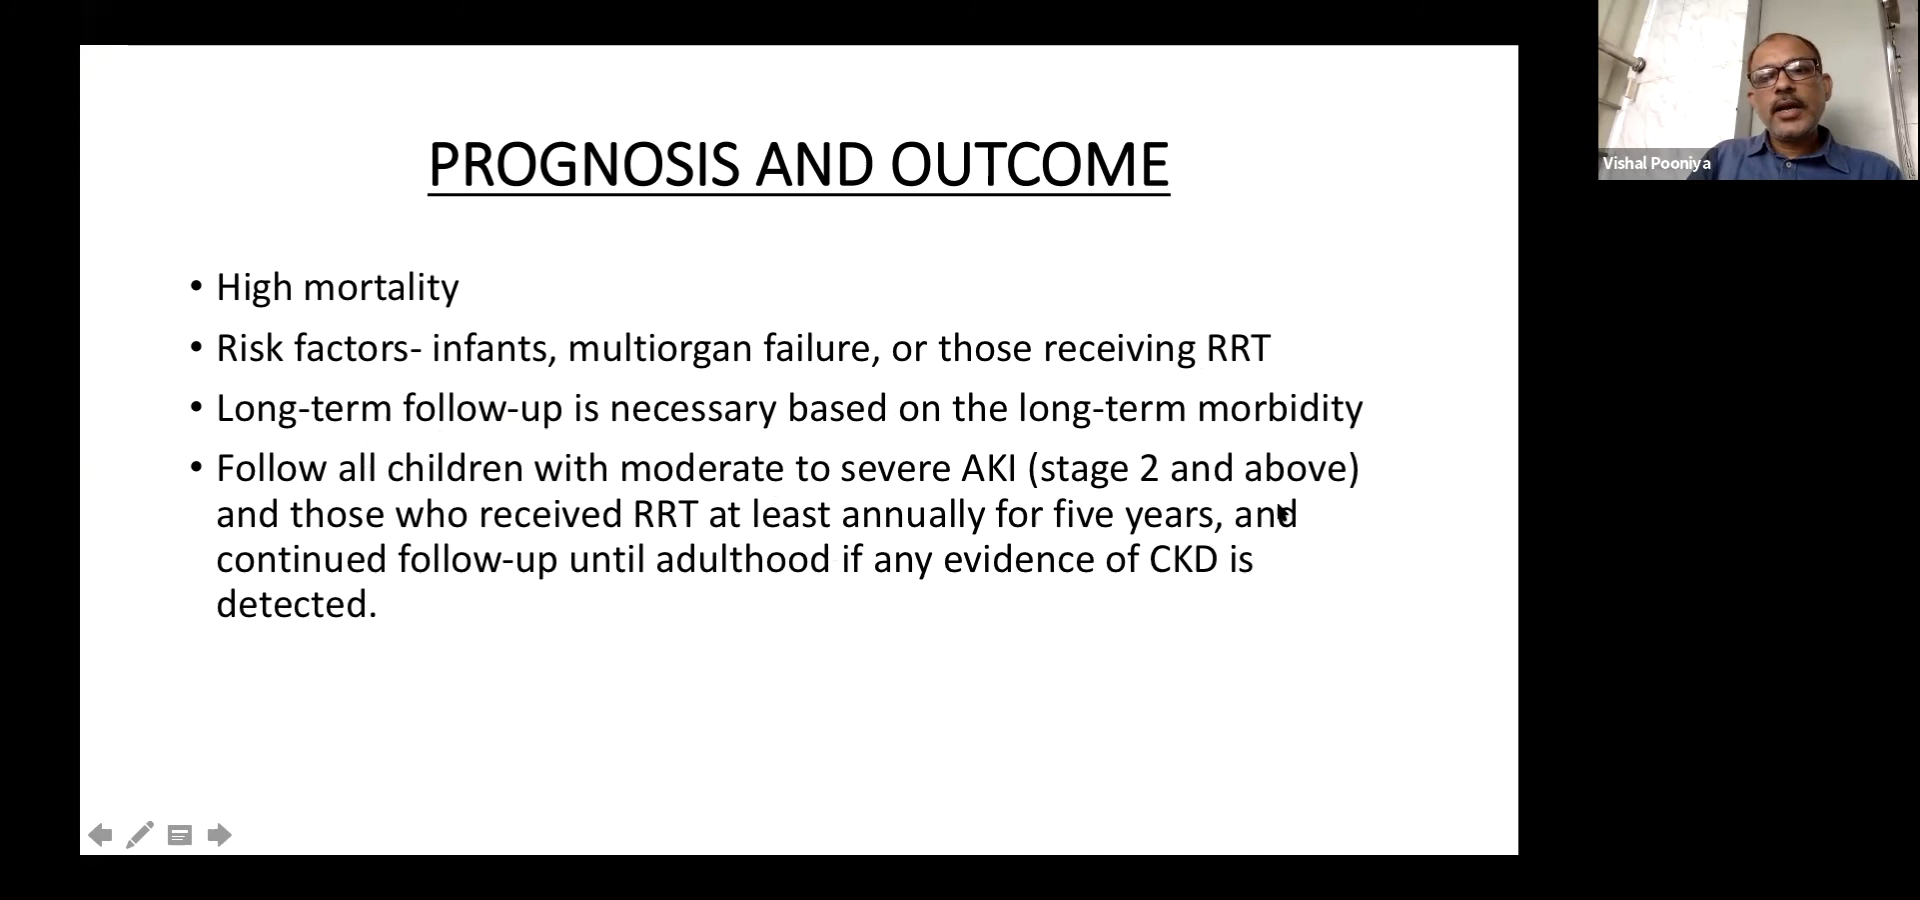 PROGNOSIS AND OUTCOME
• High mortality
• Risk factors- infants, multiorgan failure, or those receiving RRT
• Long-term follow-up is necessary based on the long-term morbidity
• Follow all children with moderate to severe AKI (stage 2 and above)
and those who received RRT at least annually for five years, and
continued follow-up until adulthood if any evidence of CKD is
detected.
Vishal Pooniya